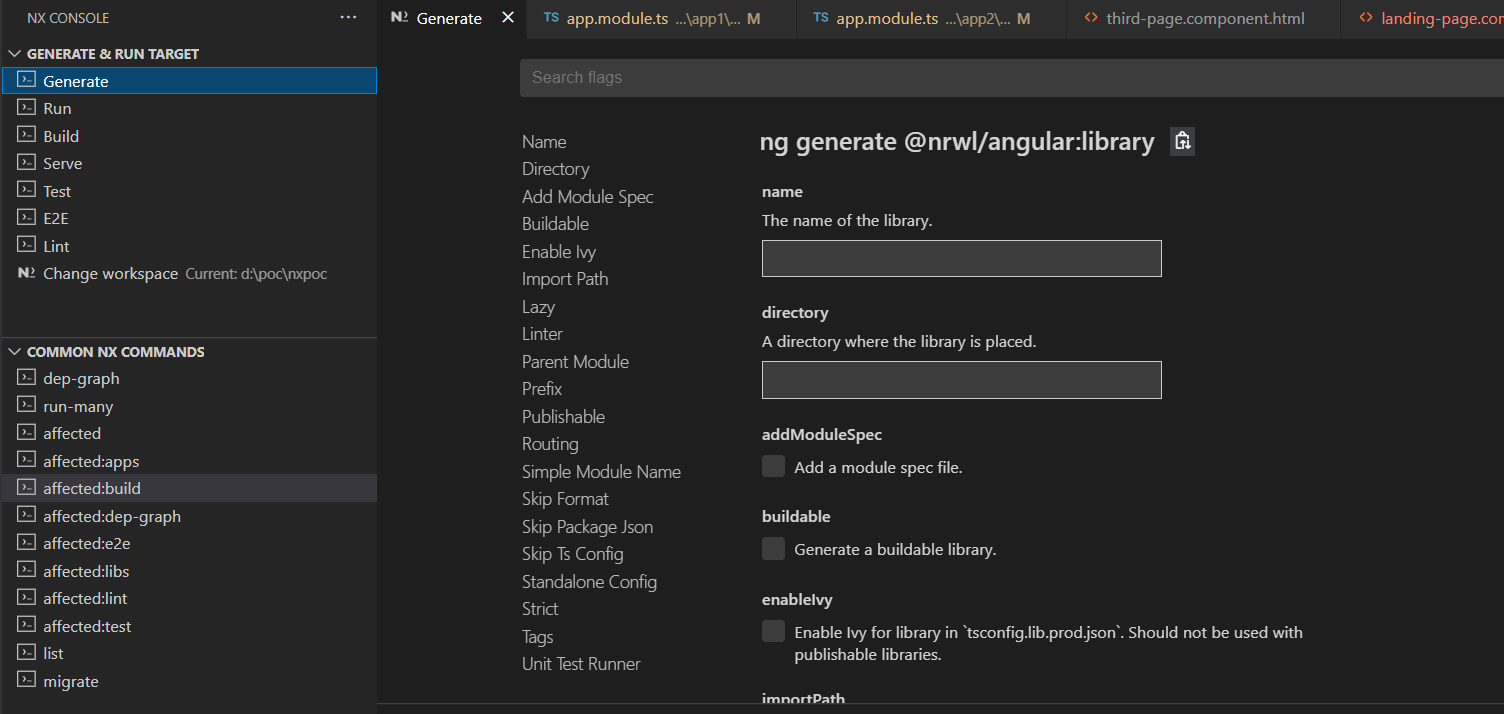 NX CONSOLE
GENERATE & RUN TARGET
Generate
Run
Build
Serve
Test
E2E
Lint
Change workspace Current: d:\poc\nxpoc
COMMON NX COMMANDS
dep-graph
run-many
affected
affected:apps
affected:build
affected:dep-graph
affected:e2e
affected:libs
affected:lint
affected:test
list
migrate
Generate
TS app.module.ts ...\app1\... M
TS app.module.ts ...\app2\... M
<> third-page.component.html
<> landing-page.co
Search flags
Name
Directory
Add Module Spec
Buildable
Enable Ivy
Import Path
Lazy
Linter
Parent Module
Prefix
Publishable
Routing
Simple Module Name
Skip Format
Skip Package Json
Skip Ts Config
Standalone Config
Strict
Tags
Unit Test Runner
ng generate @nrwl/angular:library
name
The name of the library.
directory
A directory where the library is placed.
addModuleSpec
Add a module spec file.
buildable
Generate a buildable library.
enableIvy
Enable Ivy for library in `tsconfig.lib.prod.json`. Should not be used with
publishable libraries.
importPath